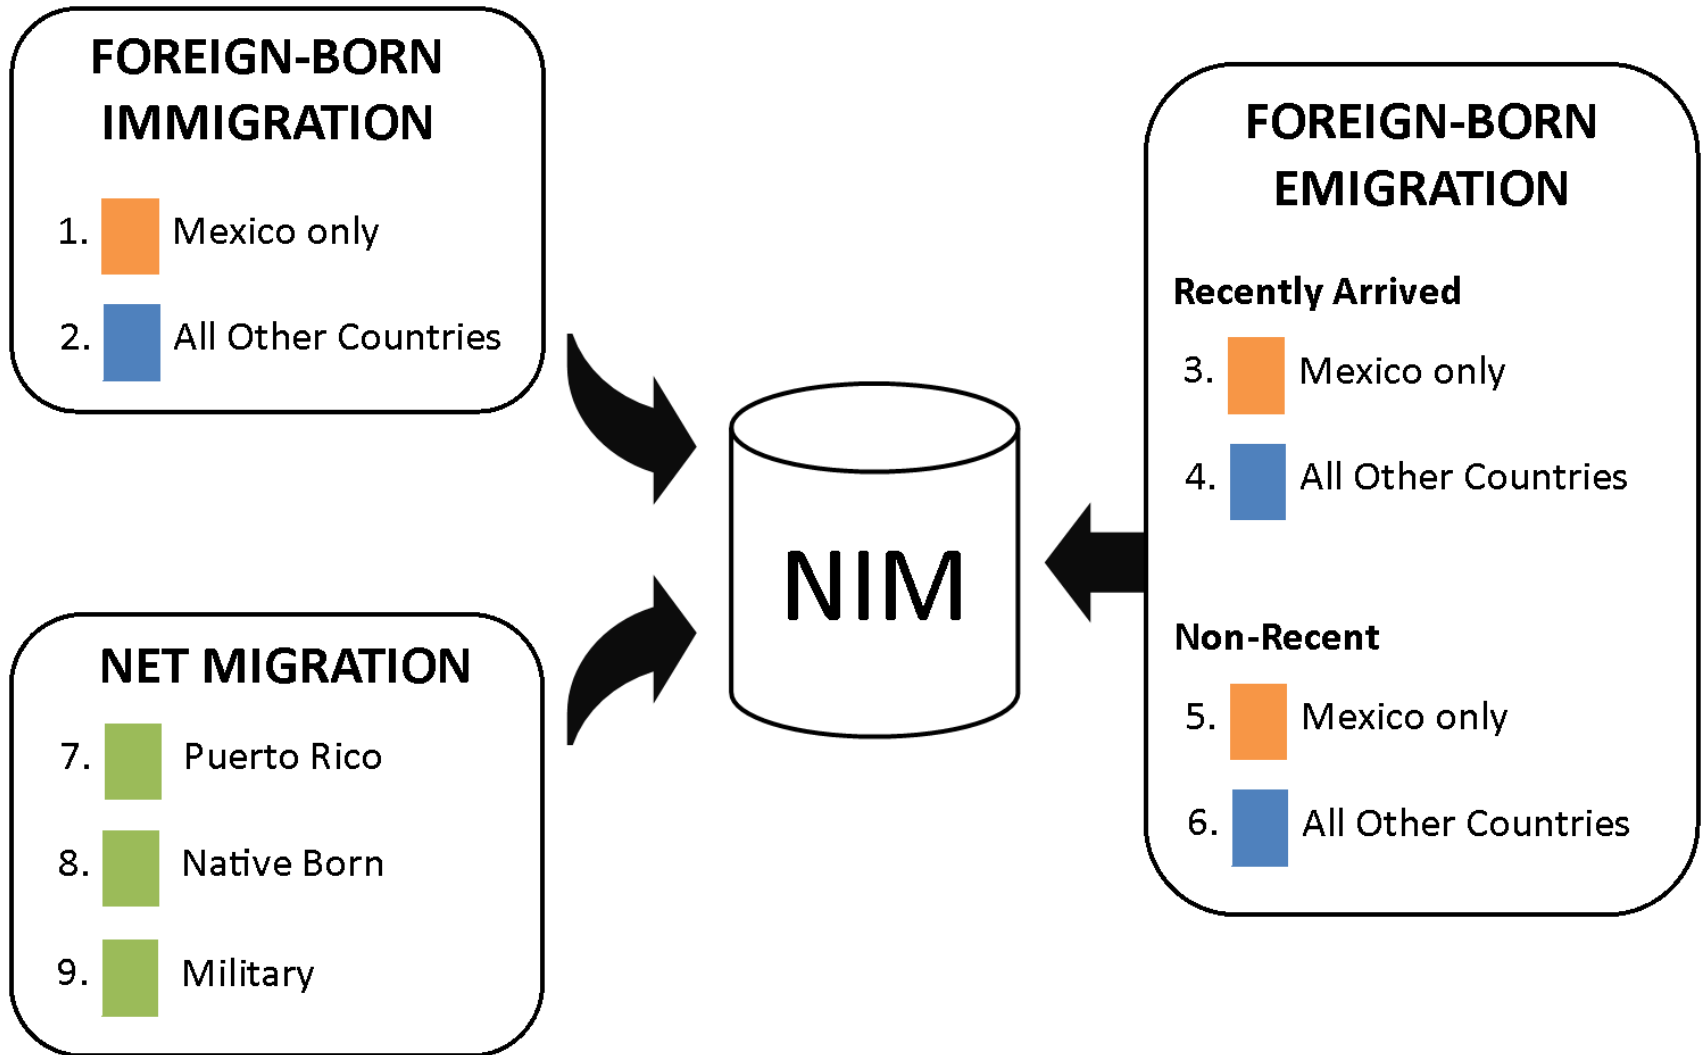 FOREIGN-BORN
IMMIGRATION
1. Mexico only
2. All Other Countries
NET MIGRATION
7. Puerto Rico
8. Native Born
9. Military
NIM
FOREIGN-BORN
EMIGRATION
Recently Arrived
3. Mexico only
4. All Other Countries
Non-Recent
5. Mexico only
6. All Other Countries